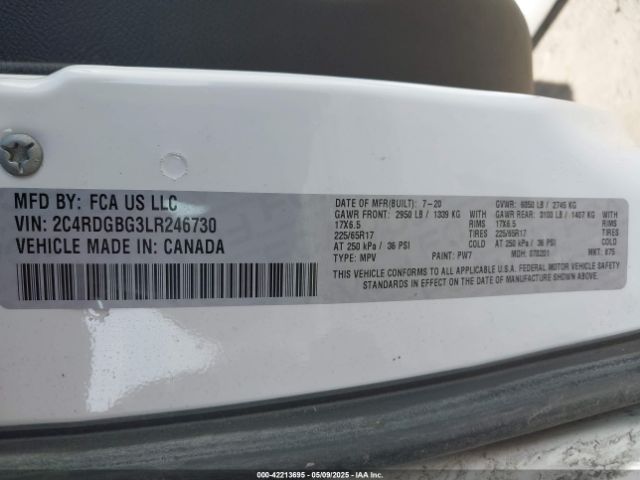 MFD BY: FCA US LLC
VIN: 2C4RDGBG3LR246730
VEHICLE MADE IN: CANADA
DATE OF MFR(BUILT): 7-20 GVWR: 6050 LB / 2745 KG
GAWR FRONT: 2950 LB / 1339 KG WITH GAWR REAR: 3100 LB / 1407 KG WITH
17X6.5 RIMS 17X6.5 RIMS
225/65R17 TIRES 225/65R17 TIRES
AT 250 kPa / 36 PSI COLD AT 250 kPa / 36 PSI COLD
TYPE: MPV PAINT: PW7 MDH: 070201 MKT: 875
THIS VEHICLE CONFORMS TO ALL APPLICABLE U.S.A. FEDERAL MOTOR VEHICLE SAFETY
STANDARDS IN EFFECT ON THE DATE OF MANUFACTURE SHOWN ABOVE.
000-42213695 - 05/09/2025 - IAA Inc.